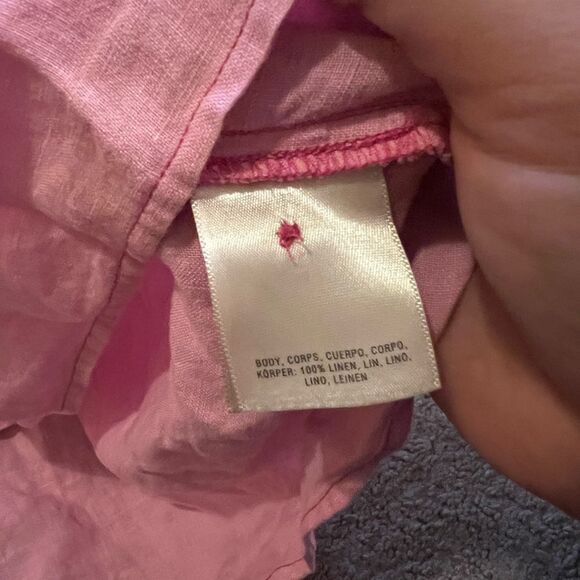 BODY, CORPS, CUERPO, CORPO,
KÖRPER: 100% LINEN, LIN, LINO,
LINO, LEINEN